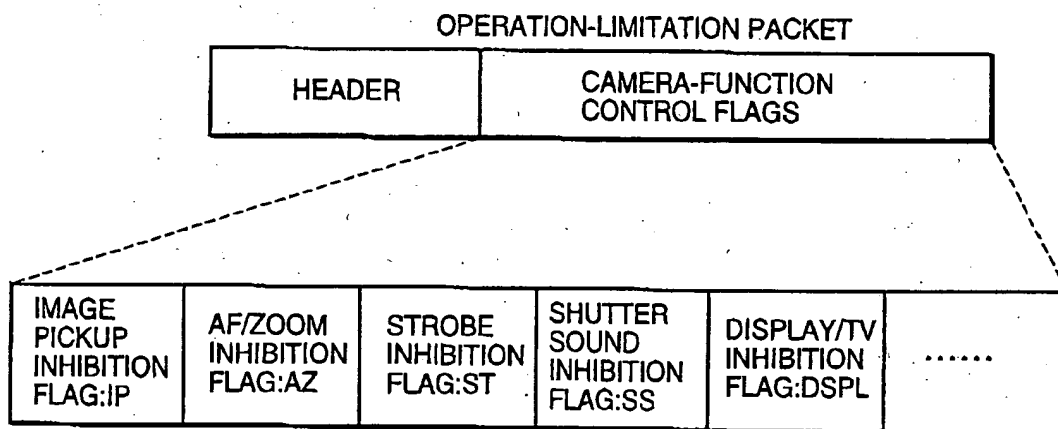 OPERATION-LIMITATION PACKET
HEADER
CAMERA-FUNCTION
CONTROL FLAGS
IMAGE
PICKUP
INHIBITION
FLAG:IP
AF/ZOOM
INHIBITION
FLAG:AZ
STROBE
INHIBITION
FLAG:ST
SHUTTER
SOUND
INHIBITION
FLAG:SS
DISPLAY/TV
INHIBITION
FLAG:DSPL
......